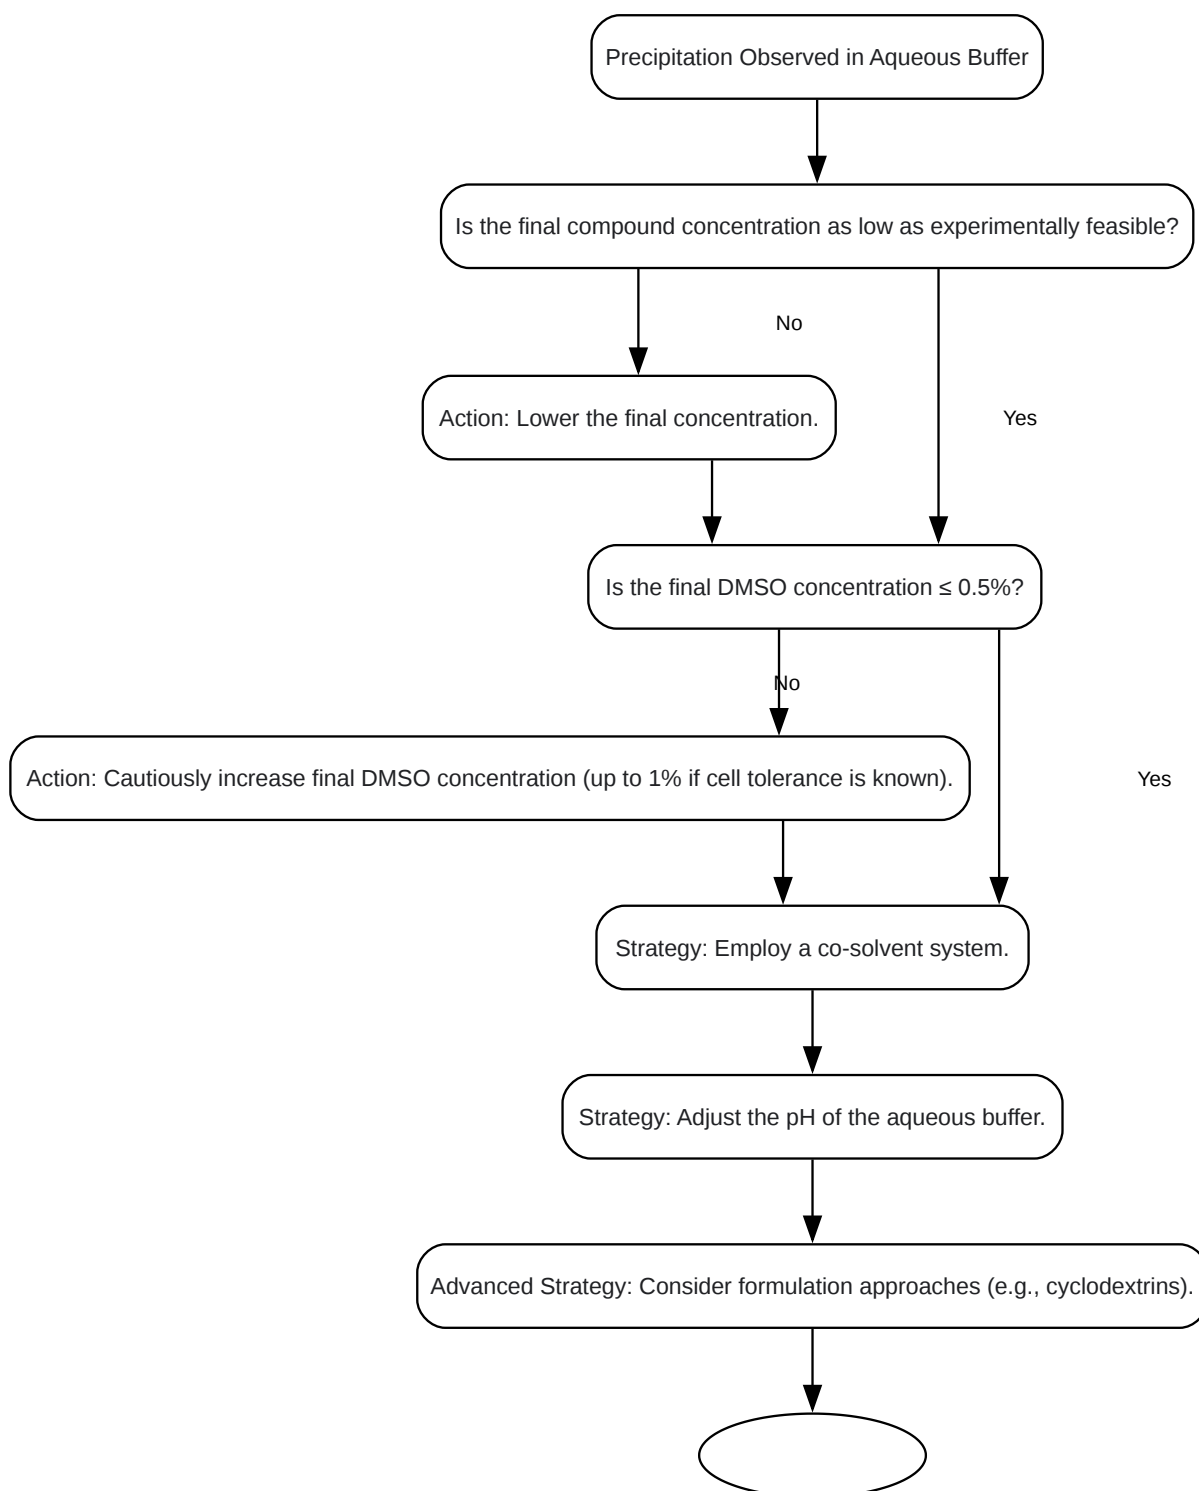 Precipitation Observed in Aqueous Buffer
Is the final compound concentration as low as experimentally feasible?
No
Action: Lower the final concentration.
Yes
Is the final DMSO concentration ≤ 0.5%?
No
Action: Cautiously increase final DMSO concentration (up to 1% if cell tolerance is known).
Yes
Strategy: Employ a co-solvent system.
Strategy: Adjust the pH of the aqueous buffer.
Advanced Strategy: Consider formulation approaches (e.g., cyclodextrins).